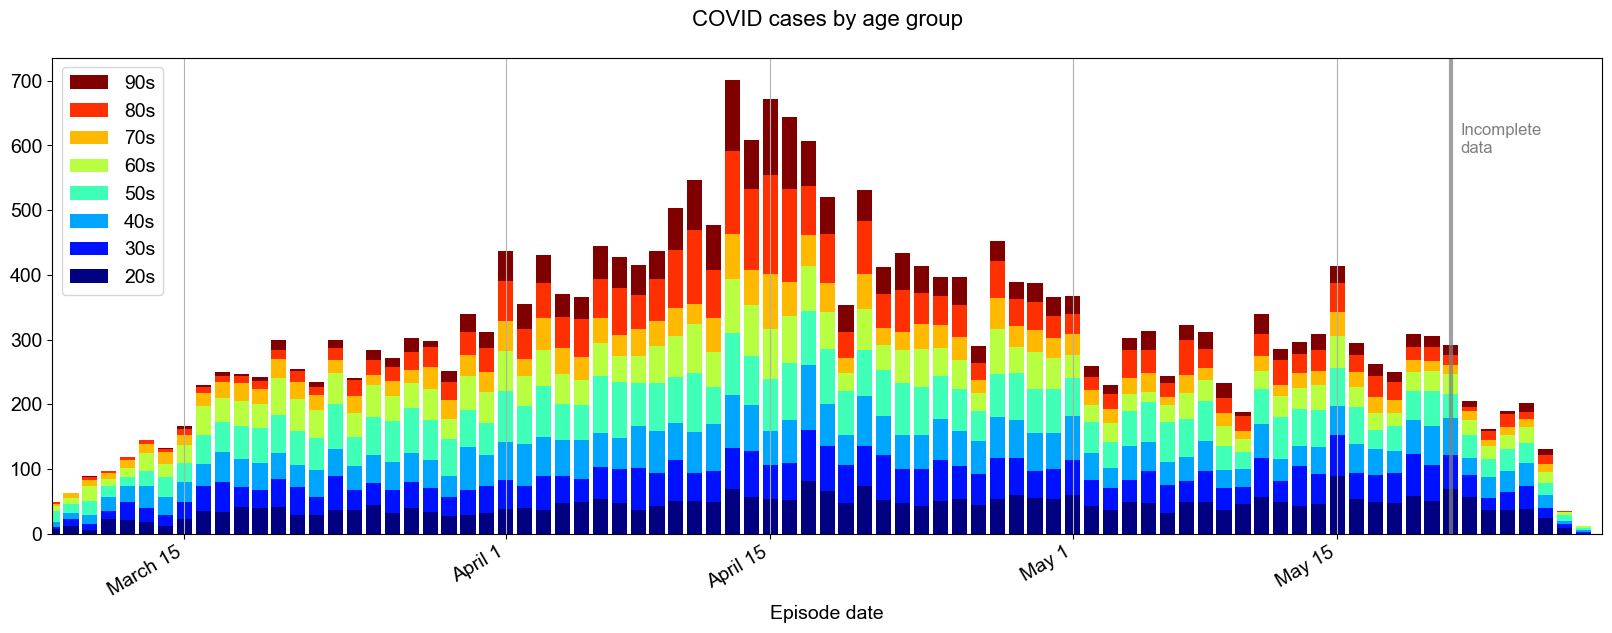 COVID cases by age group
700
600
500
400
300
200
100
0
90s
80s
70s
60s
50s
40s
30s
20s
Incomplete
data
March 15
April 1
April 15
May 1
May 15
Episode date